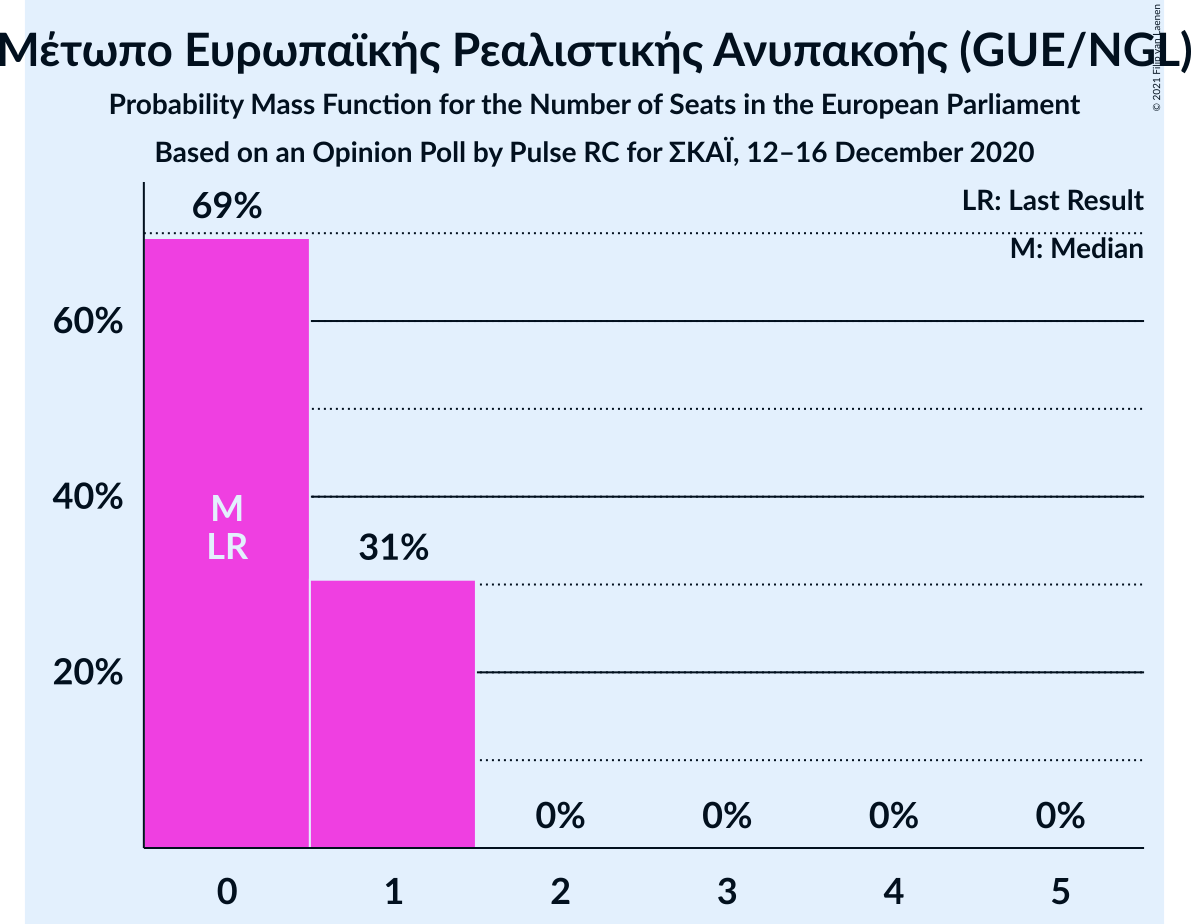 Μέτωπο Ευρωπαϊκής Ρεαλιστικής Ανυπακοής (GUE/NGL)
© 2021 Filip van Laenen
Probability Mass Function for the Number of Seats in the European Parliament
Based on an Opinion Poll by Pulse RC for ΣΚΑΪ, 12–16 December 2020
LR: Last Result
M: Median
69%
60%
40%
20%
M
LR
31%
0% 0% 0% 0%
0 1 2 3 4 5